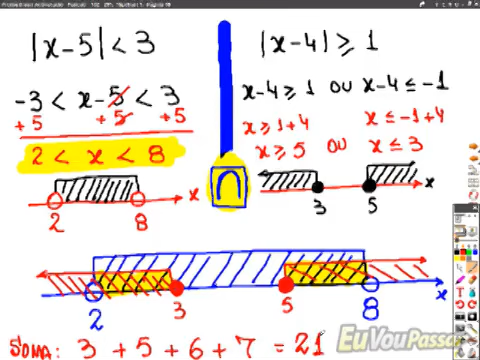 |x-5| < 3
-3 < x-5 < 3
+5 +5 +5
2 < x < 8
2 8 x
∩
|x-4| ≥ 1
x-4 ≥ 1 OU x-4 ≤ -1
x ≥ 1+4 x ≤ -1+4
x ≥ 5 OU x ≤ 3
3 5 x
2 3 5 8 x
SOMA: 3 + 5 + 6 + 7 = 21
EuVouPassar